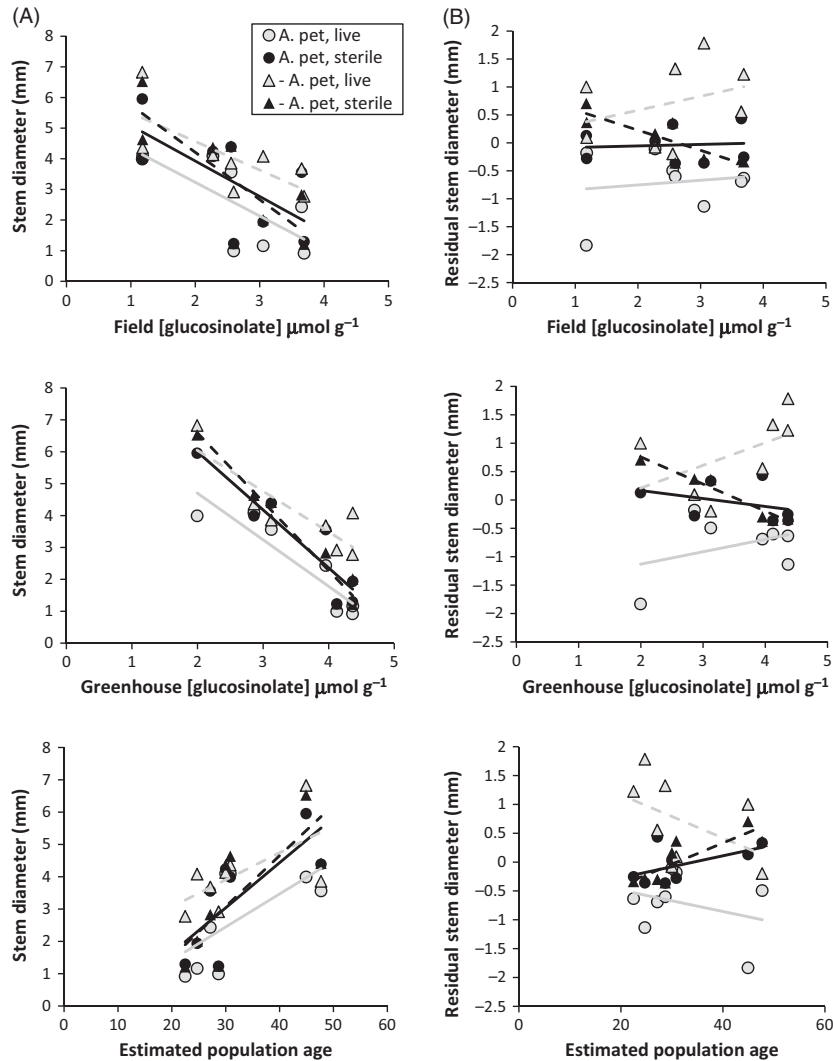 (A)
A. pet, live
A. pet, sterile
- A. pet, live
- A. pet, sterile
Stem diameter (mm)
8
7
6
5
4
3
2
1
0
0 1 2 3 4 5
Field [glucosinolate] μmol g–1
(B)
Residual stem diameter (mm)
2
1.5
1
0.5
0
–0.5
–1
–1.5
–2
–2.5
0 1 2 3 4 5
Field [glucosinolate] μmol g–1
Stem diameter (mm)
8
7
6
5
4
3
2
1
0
0 1 2 3 4 5
Greenhouse [glucosinolate] μmol g–1
Residual stem diameter (mm)
2
1.5
1
0.5
0
–0.5
–1
–1.5
–2
–2.5
0 1 2 3 4 5
Greenhouse [glucosinolate] μmol g–1
Stem diameter (mm)
8
7
6
5
4
3
2
1
0
0 10 20 30 40 50 60
Estimated population age
Residual stem diameter (mm)
2
1.5
1
0.5
0
–0.5
–1
–1.5
–2
–2.5
0 20 40 60
Estimated population age